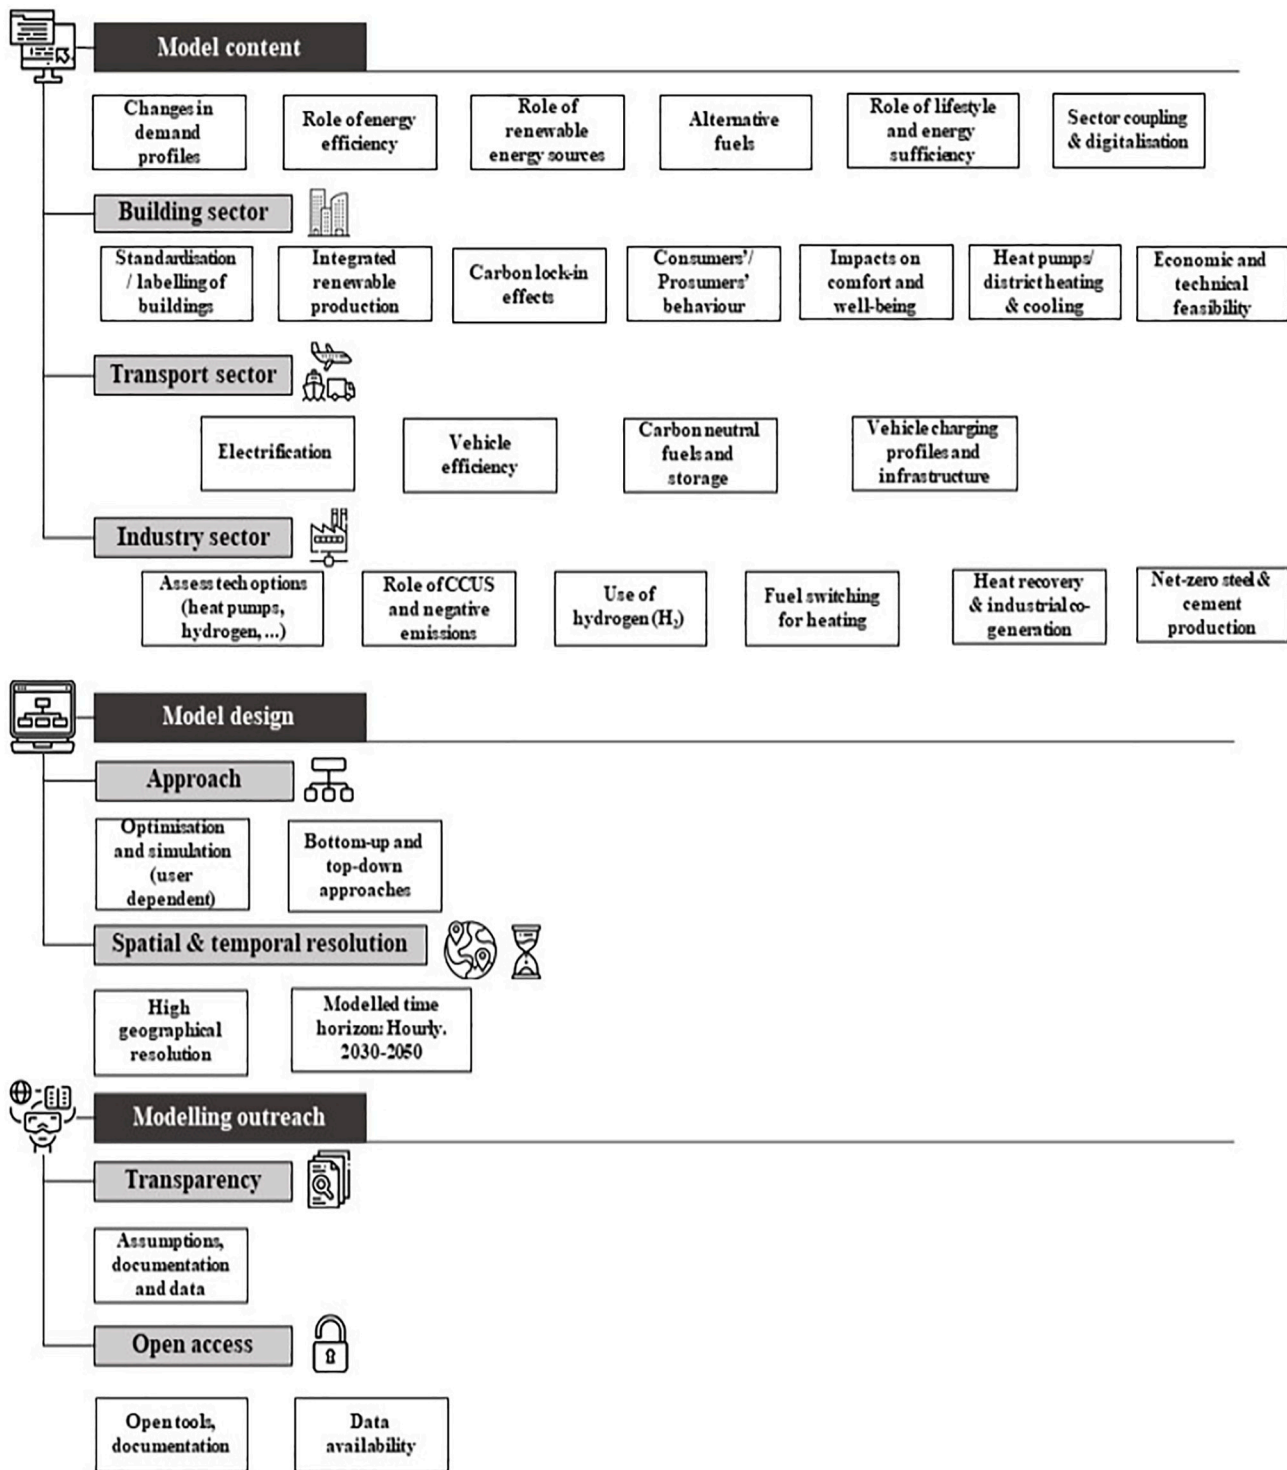 Model content
Changes in
demand
profiles
Role of energy
efficiency
Role of
renewable
energy sources
Alternative
fuels
Role of lifestyle
and energy
sufficiency
Sector coupling
& digitalisation
Building sector
Standardisation
/ labelling of
buildings
Integrated
renewable
production
Carbon lock-in
effects
Consumers'/
Prosumers'
behaviour
Impacts on
comfort and
well-being
Heat pumps/
district heating
& cooling
Economic and
technical
feasibility
Transport sector
Electrification
Vehicle
efficiency
Carbon neutral
fuels and
storage
Vehicle charging
profiles and
infrastructure
Industry sector
Assess tech options
(heat pumps,
hydrogen, ...)
Role of CCUS
and negative
emissions
Use of
hydrogen (H₂)
Fuel switching
for heating
Heat recovery
& industrial co-
generation
Net-zero steel &
cement
production
Model design
Approach
Optimisation
and simulation
(user
dependent)
Bottom-up and
top-down
approaches
Spatial & temporal resolution
High
geographical
resolution
Modelled time
horizon: Hourly.
2030-2050
Modelling outreach
Transparency
Assumptions,
documentation
and data
Open access
Open tools,
documentation
Data
availability